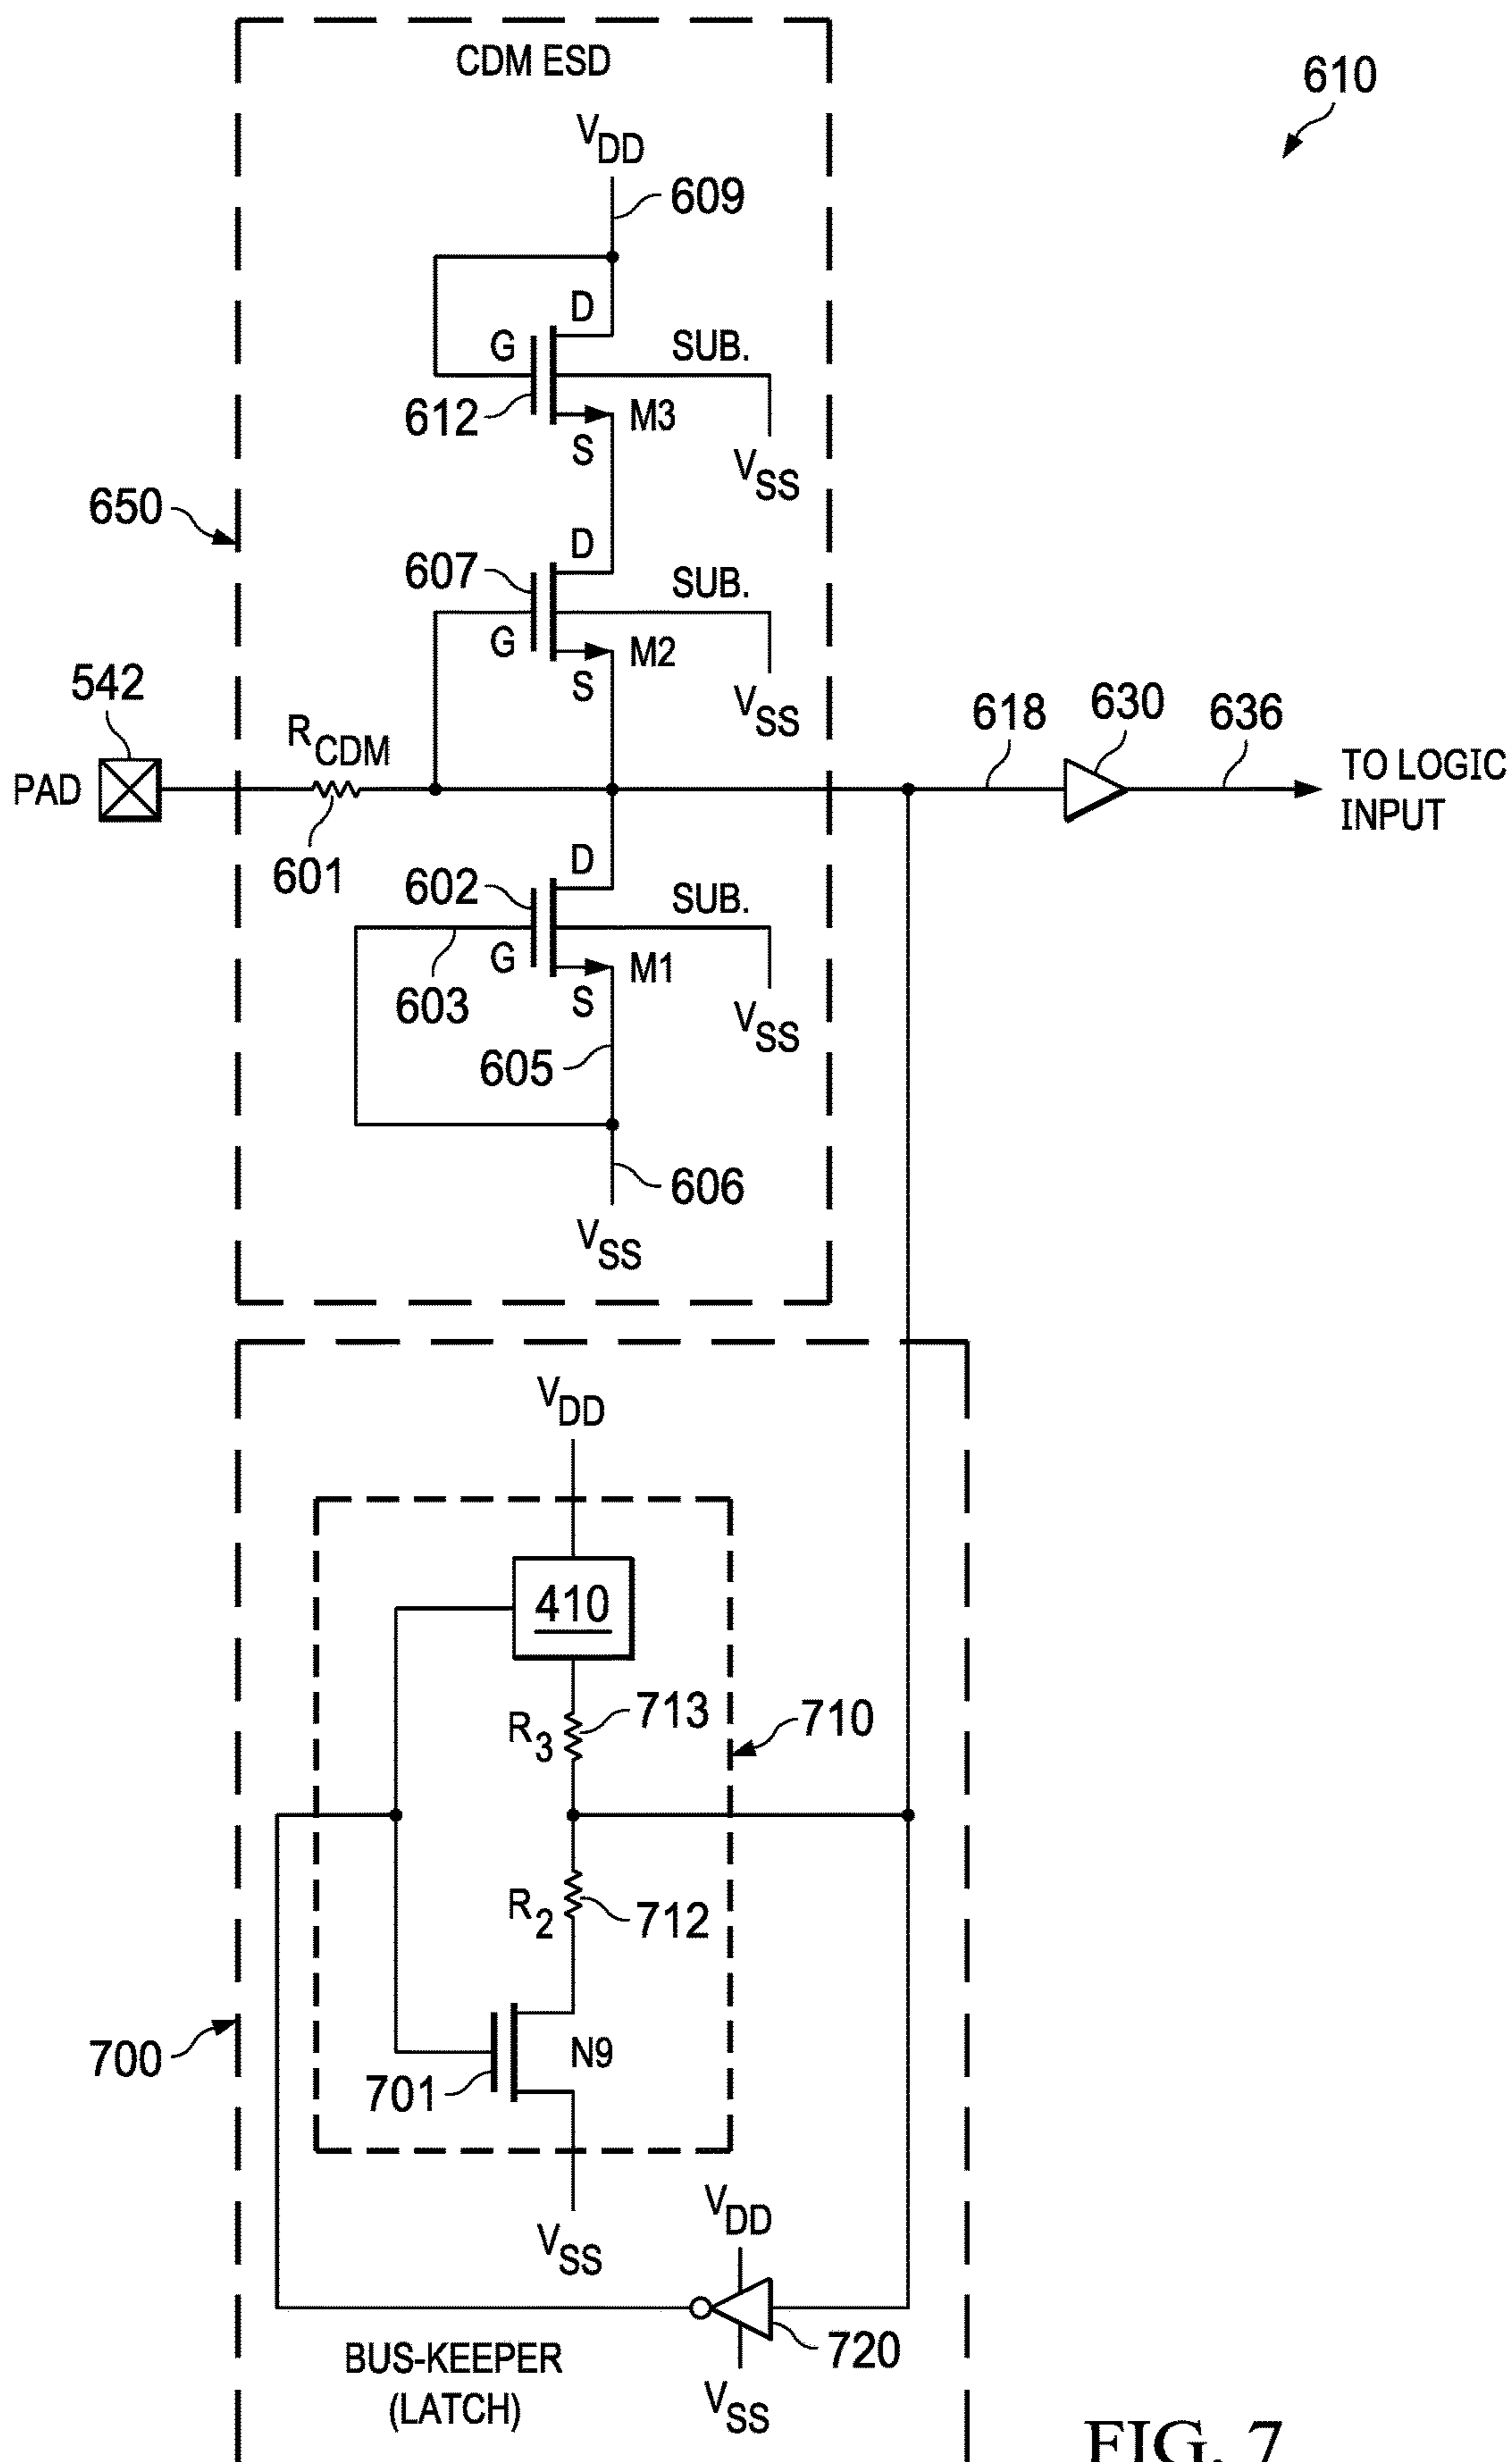 CDM ESD
610
VDD
609
D
G
SUB.
612
M3
S
VSS
650
D
607
SUB.
G
M2
S
VSS
542
618
630
636
RCDM
PAD
TO LOGIC
INPUT
601
D
602
SUB.
G
M1
603
S
VSS
605
606
VSS
VDD
410
R3
713
710
R2
712
700
N9
701
VDD
VSS
720
BUS-KEEPER
(LATCH)
VSS
FIG. 7